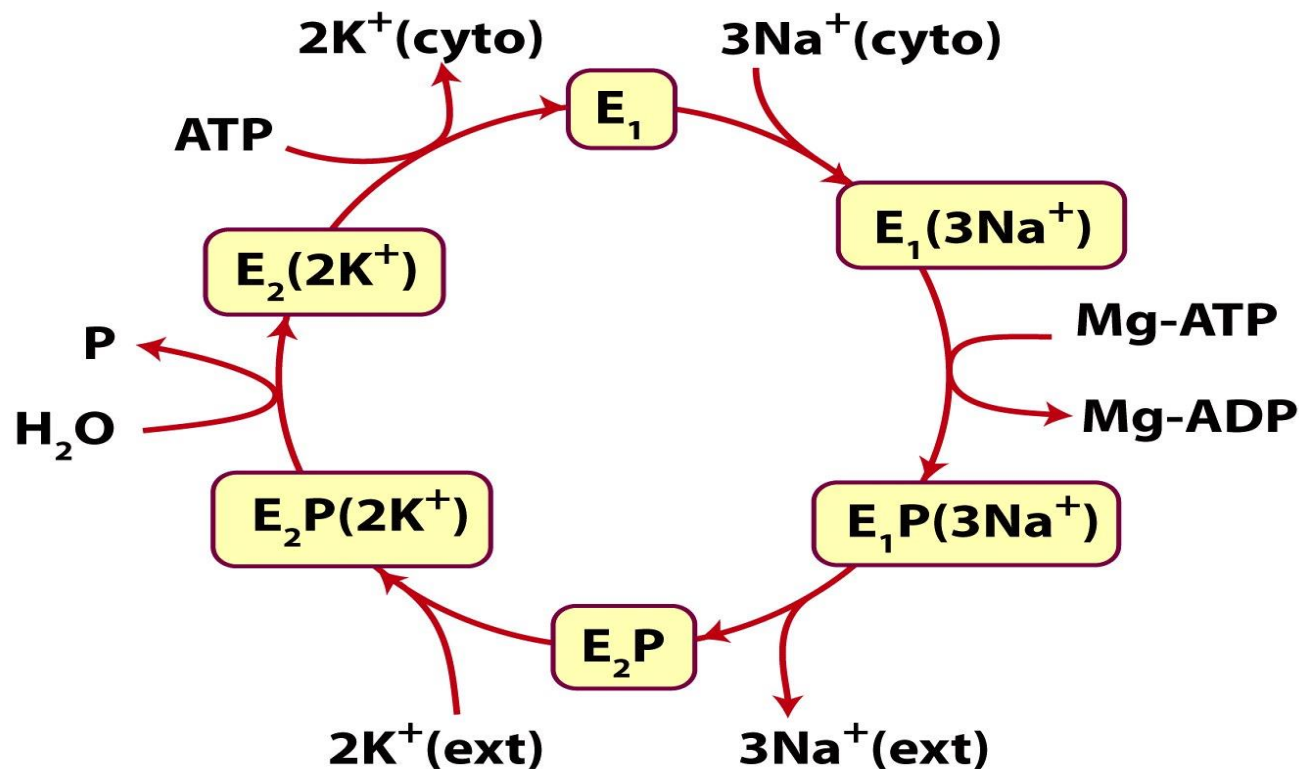 2K⁺(cyto)
3Na⁺(cyto)
E₁
ATP
E₁(3Na⁺)
E₂(2K⁺)
Mg-ATP
P
Mg-ADP
H₂O
E₂P(2K⁺)
E₁P(3Na⁺)
E₂P
2K⁺(ext)
3Na⁺(ext)